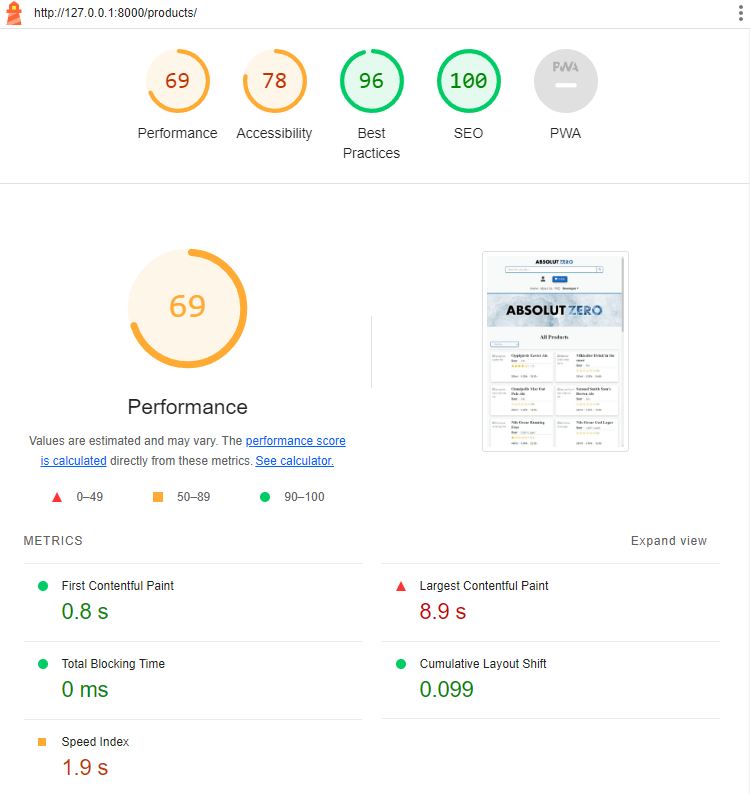 http://127.0.0.1:8000/products/
69
78
96
100
PWA
Performance
Accessibility
Best
Practices
SEO
PWA
69
Performance
Values are estimated and may vary. The performance score
is calculated directly from these metrics. See calculator.
0–49
50–89
90–100
ABSOLUT ZERO
ABSOLUT ZERO
All Products
METRICS
Expand view
First Contentful Paint
0.8 s
Largest Contentful Paint
8.9 s
Total Blocking Time
0 ms
Cumulative Layout Shift
0.099
Speed Index
1.9 s